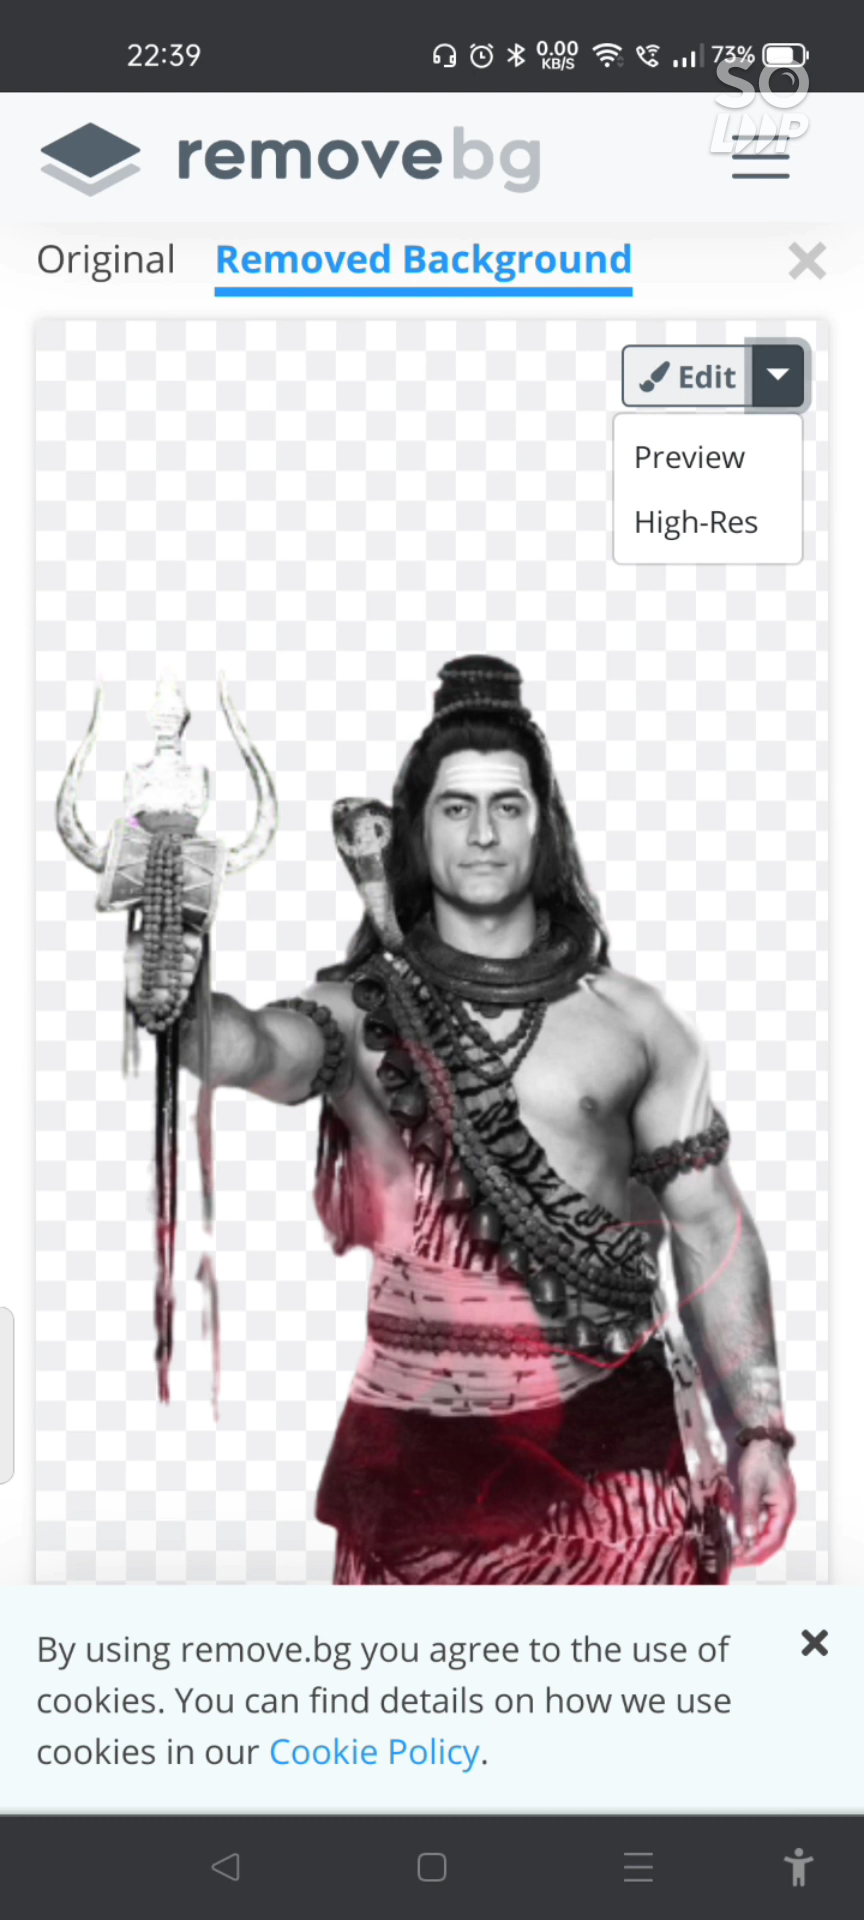 22:39
0.00
KB/S
73%
SO
LOOP
removebg
Original Removed Background
Edit
Preview
High-Res
By using remove.bg you agree to the use of
cookies. You can find details on how we use
cookies in our Cookie Policy.